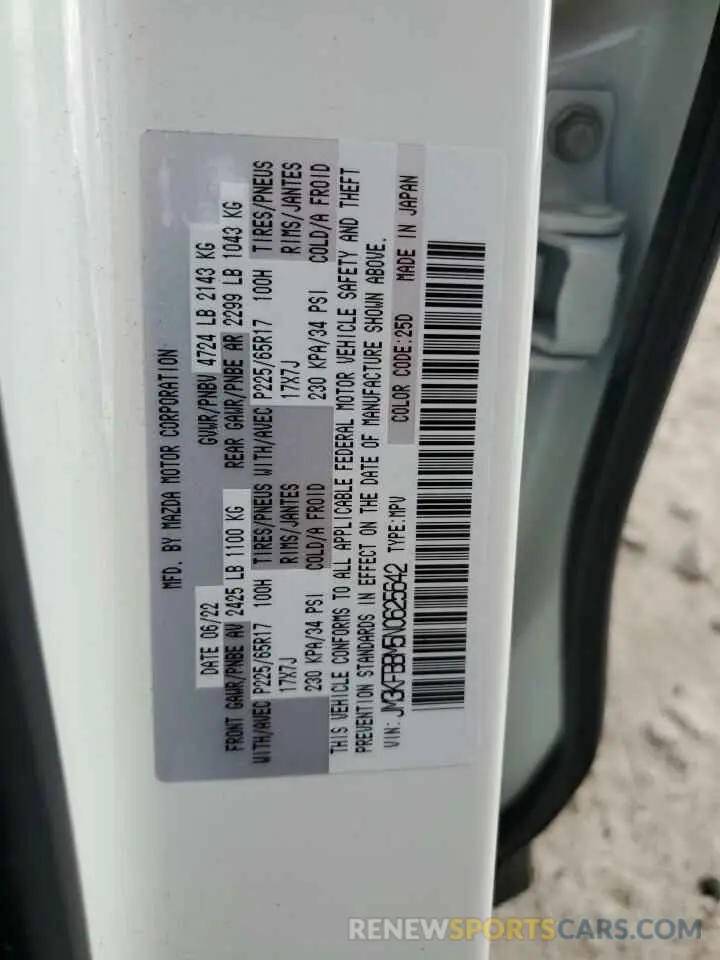 MFD. BY MAZDA MOTOR CORPORATION
DATE 06/22 GVWR/PNBV 4724 LB 2143 KG
FRONT GAWR/PNBE AV 2425 LB 1100 KG REAR GAWR/PNBE AR 2299 LB 1043 KG
WITH/AVEC P225/65R17 100H TIRES/PNEUS WITH/AVEC P225/65R17 100H TIRES/PNEUS
17X7J RIMS/JANTES 17X7J RIMS/JANTES
230 KPA/34 PSI COLD/A FROID 230 KPA/34 PSI COLD/A FROID
THIS VEHICLE CONFORMS TO ALL APPLICABLE FEDERAL MOTOR VEHICLE SAFETY AND THEFT
PREVENTION STANDARDS IN EFFECT ON THE DATE OF MANUFACTURE SHOWN ABOVE.
VIN: JM3KFBBM5N0625642 TYPE:MPV COLOR CODE:25D MADE IN JAPAN
RENEWSPORTSCARS.COM